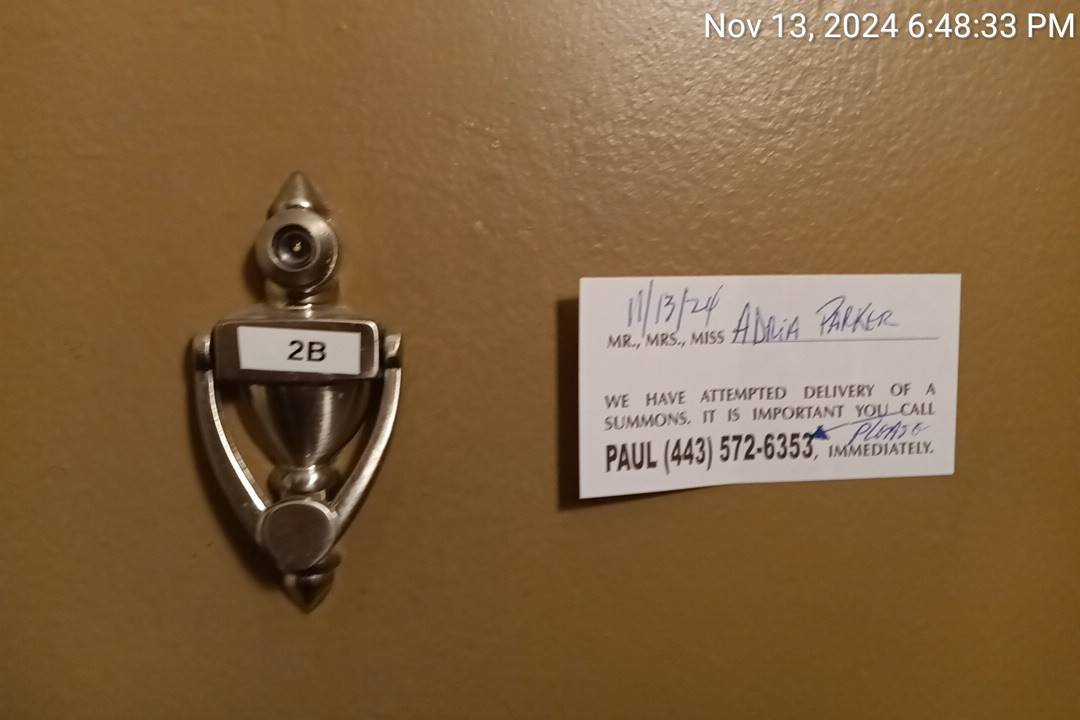 Nov 13, 2024 6:48:33 PM
2B
11/13/24
MR., MRS., MISS ADRIA PARKER
WE HAVE ATTEMPTED DELIVERY OF A
SUMMONS. IT IS IMPORTANT YOU CALL
PLEASE
PAUL (443) 572-6353, IMMEDIATELY.